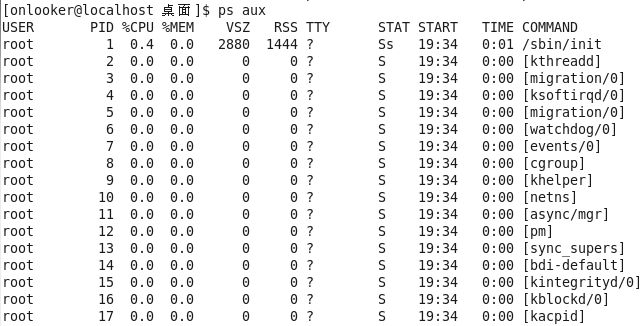 [onlooker@localhost 桌面]$ ps aux
USER       PID %CPU %MEM    VSZ   RSS TTY      STAT START   TIME COMMAND
root         1  0.4  0.0   2880  1444 ?        Ss   19:34   0:01 /sbin/init
root         2  0.0  0.0      0     0 ?        S    19:34   0:00 [kthreadd]
root         3  0.0  0.0      0     0 ?        S    19:34   0:00 [migration/0]
root         4  0.0  0.0      0     0 ?        S    19:34   0:00 [ksoftirqd/0]
root         5  0.0  0.0      0     0 ?        S    19:34   0:00 [migration/0]
root         6  0.0  0.0      0     0 ?        S    19:34   0:00 [watchdog/0]
root         7  0.0  0.0      0     0 ?        S    19:34   0:00 [events/0]
root         8  0.0  0.0      0     0 ?        S    19:34   0:00 [cgroup]
root         9  0.0  0.0      0     0 ?        S    19:34   0:00 [khelper]
root        10  0.0  0.0      0     0 ?        S    19:34   0:00 [netns]
root        11  0.0  0.0      0     0 ?        S    19:34   0:00 [async/mgr]
root        12  0.0  0.0      0     0 ?        S    19:34   0:00 [pm]
root        13  0.0  0.0      0     0 ?        S    19:34   0:00 [sync_supers]
root        14  0.0  0.0      0     0 ?        S    19:34   0:00 [bdi-default]
root        15  0.0  0.0      0     0 ?        S    19:34   0:00 [kintegrityd/0]
root        16  0.0  0.0      0     0 ?        S    19:34   0:00 [kblockd/0]
root        17  0.0  0.0      0     0 ?        S    19:34   0:00 [kacpid]